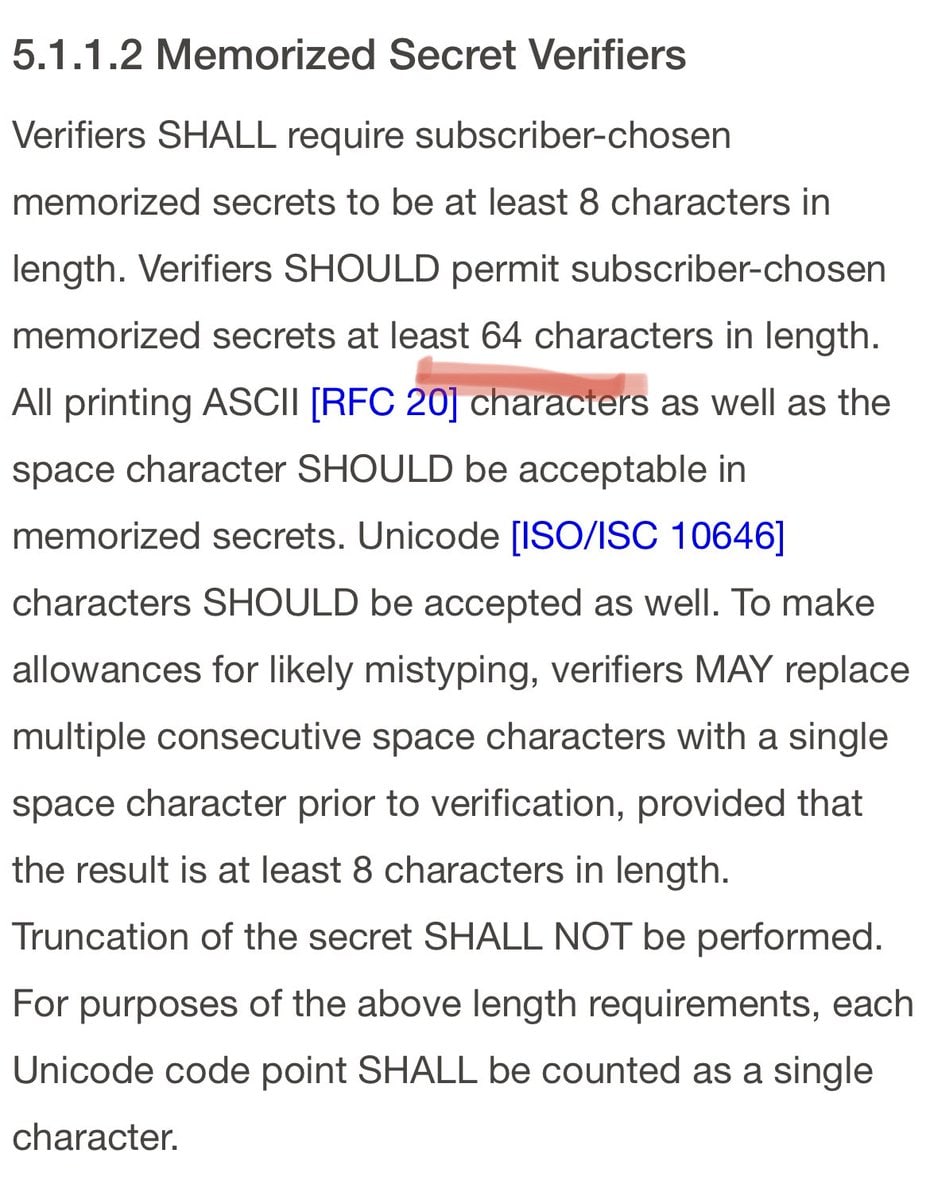 5.1.1.2 Memorized Secret Verifiers
Verifiers SHALL require subscriber-chosen
memorized secrets to be at least 8 characters in
length. Verifiers SHOULD permit subscriber-chosen
memorized secrets at least 64 characters in length.
All printing ASCII [RFC 20] characters as well as the
space character SHOULD be acceptable in
memorized secrets. Unicode [ISO/ISC 10646]
characters SHOULD be accepted as well. To make
allowances for likely mistyping, verifiers MAY replace
multiple consecutive space characters with a single
space character prior to verification, provided that
the result is at least 8 characters in length.
Truncation of the secret SHALL NOT be performed.
For purposes of the above length requirements, each
Unicode code point SHALL be counted as a single
character.